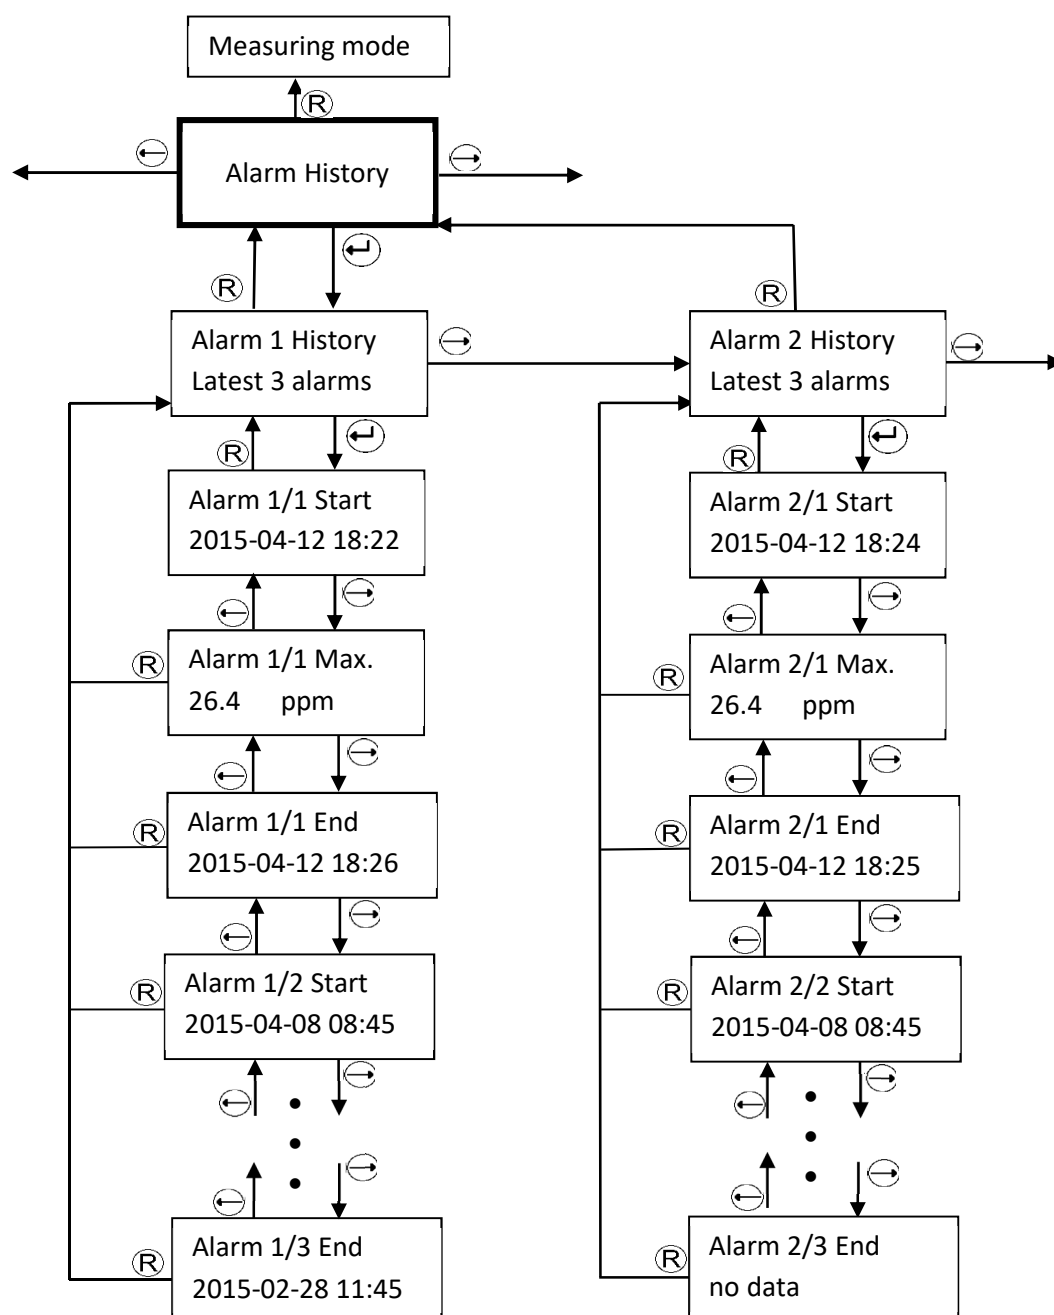 Measuring mode
R
Alarm History
R
R
Alarm 1 History
Latest 3 alarms
Alarm 2 History
Latest 3 alarms
R
R
Alarm 1/1 Start
2015-04-12 18:22
Alarm 2/1 Start
2015-04-12 18:24
R
Alarm 1/1 Max.
26.4 ppm
R
Alarm 2/1 Max.
26.4 ppm
R
Alarm 1/1 End
2015-04-12 18:26
R
Alarm 2/1 End
2015-04-12 18:25
R
Alarm 1/2 Start
2015-04-08 08:45
R
Alarm 2/2 Start
2015-04-08 08:45
R
Alarm 1/3 End
2015-02-28 11:45
R
Alarm 2/3 End
no data